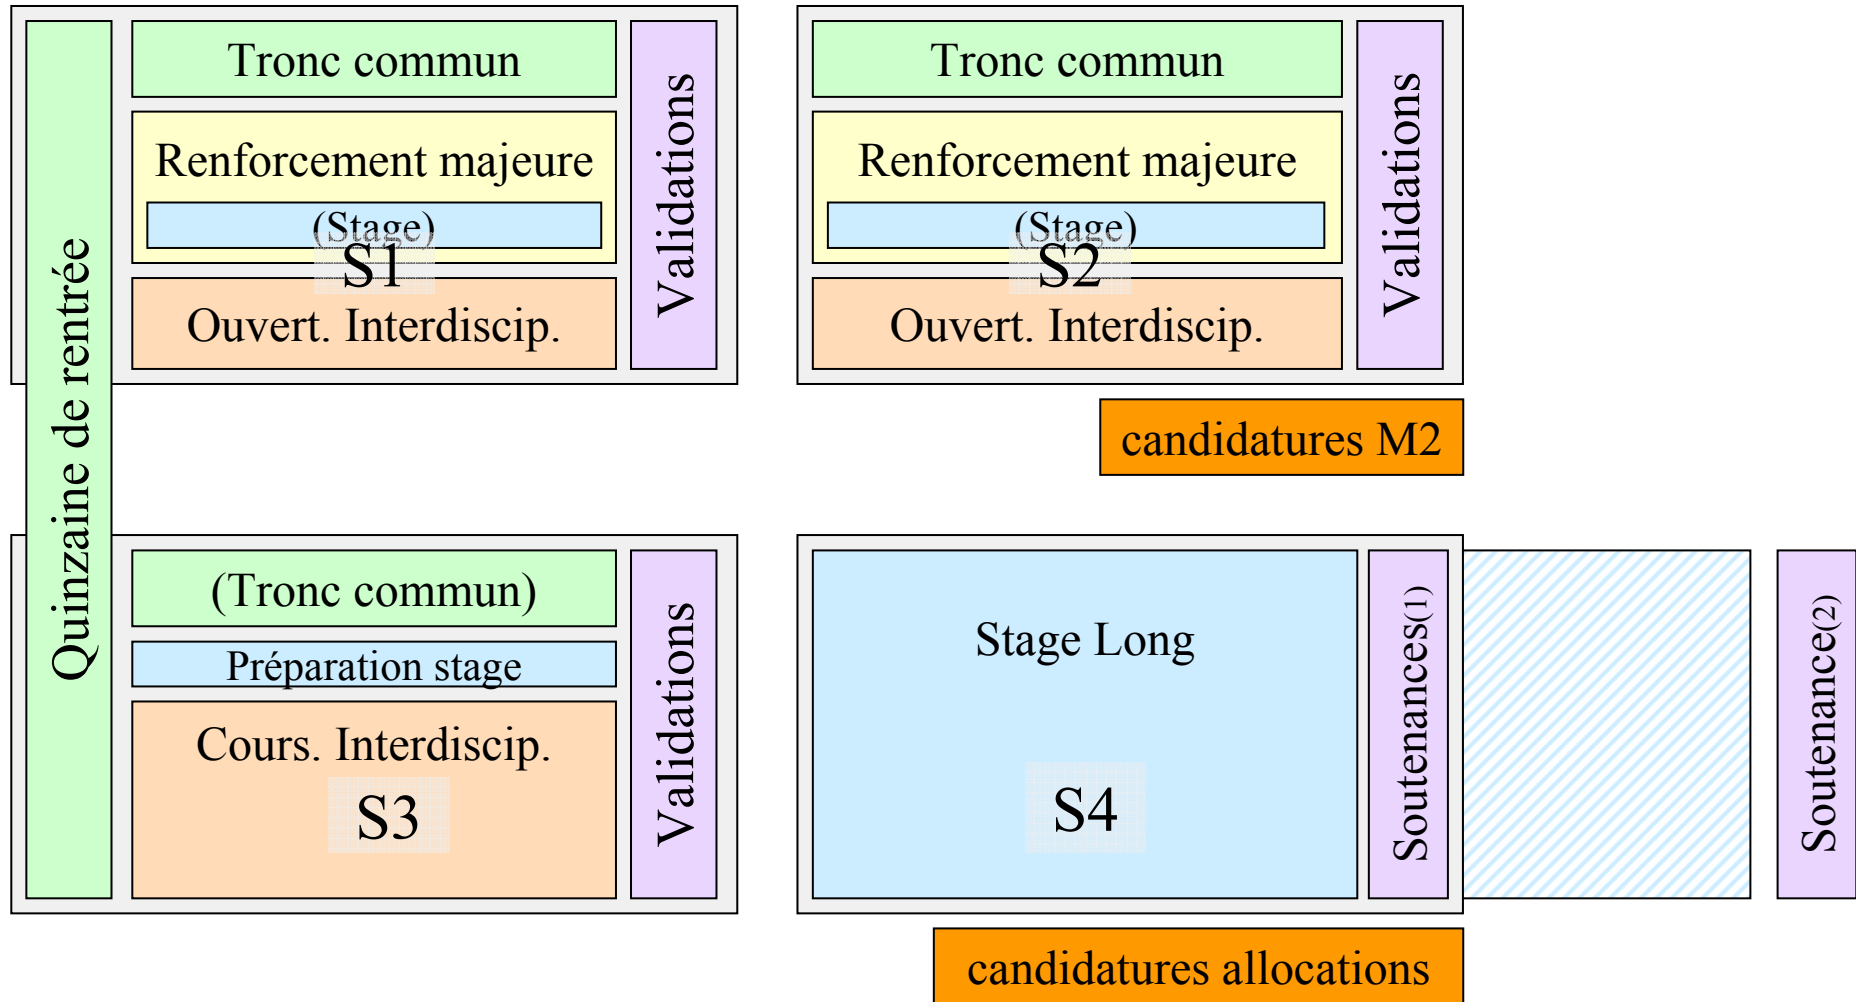 Quinzaine de rentrée
Tronc commun
Renforcement majeure
(Stage)
S1
Ouvert. Interdiscip.
Validations
Tronc commun
Renforcement majeure
(Stage)
S2
Ouvert. Interdiscip.
Validations
candidatures M2
(Tronc commun)
Préparation stage
Cours. Interdiscip.
S3
Validations
Stage Long
S4
Soutenances(1)
Soutenance(2)
candidatures allocations